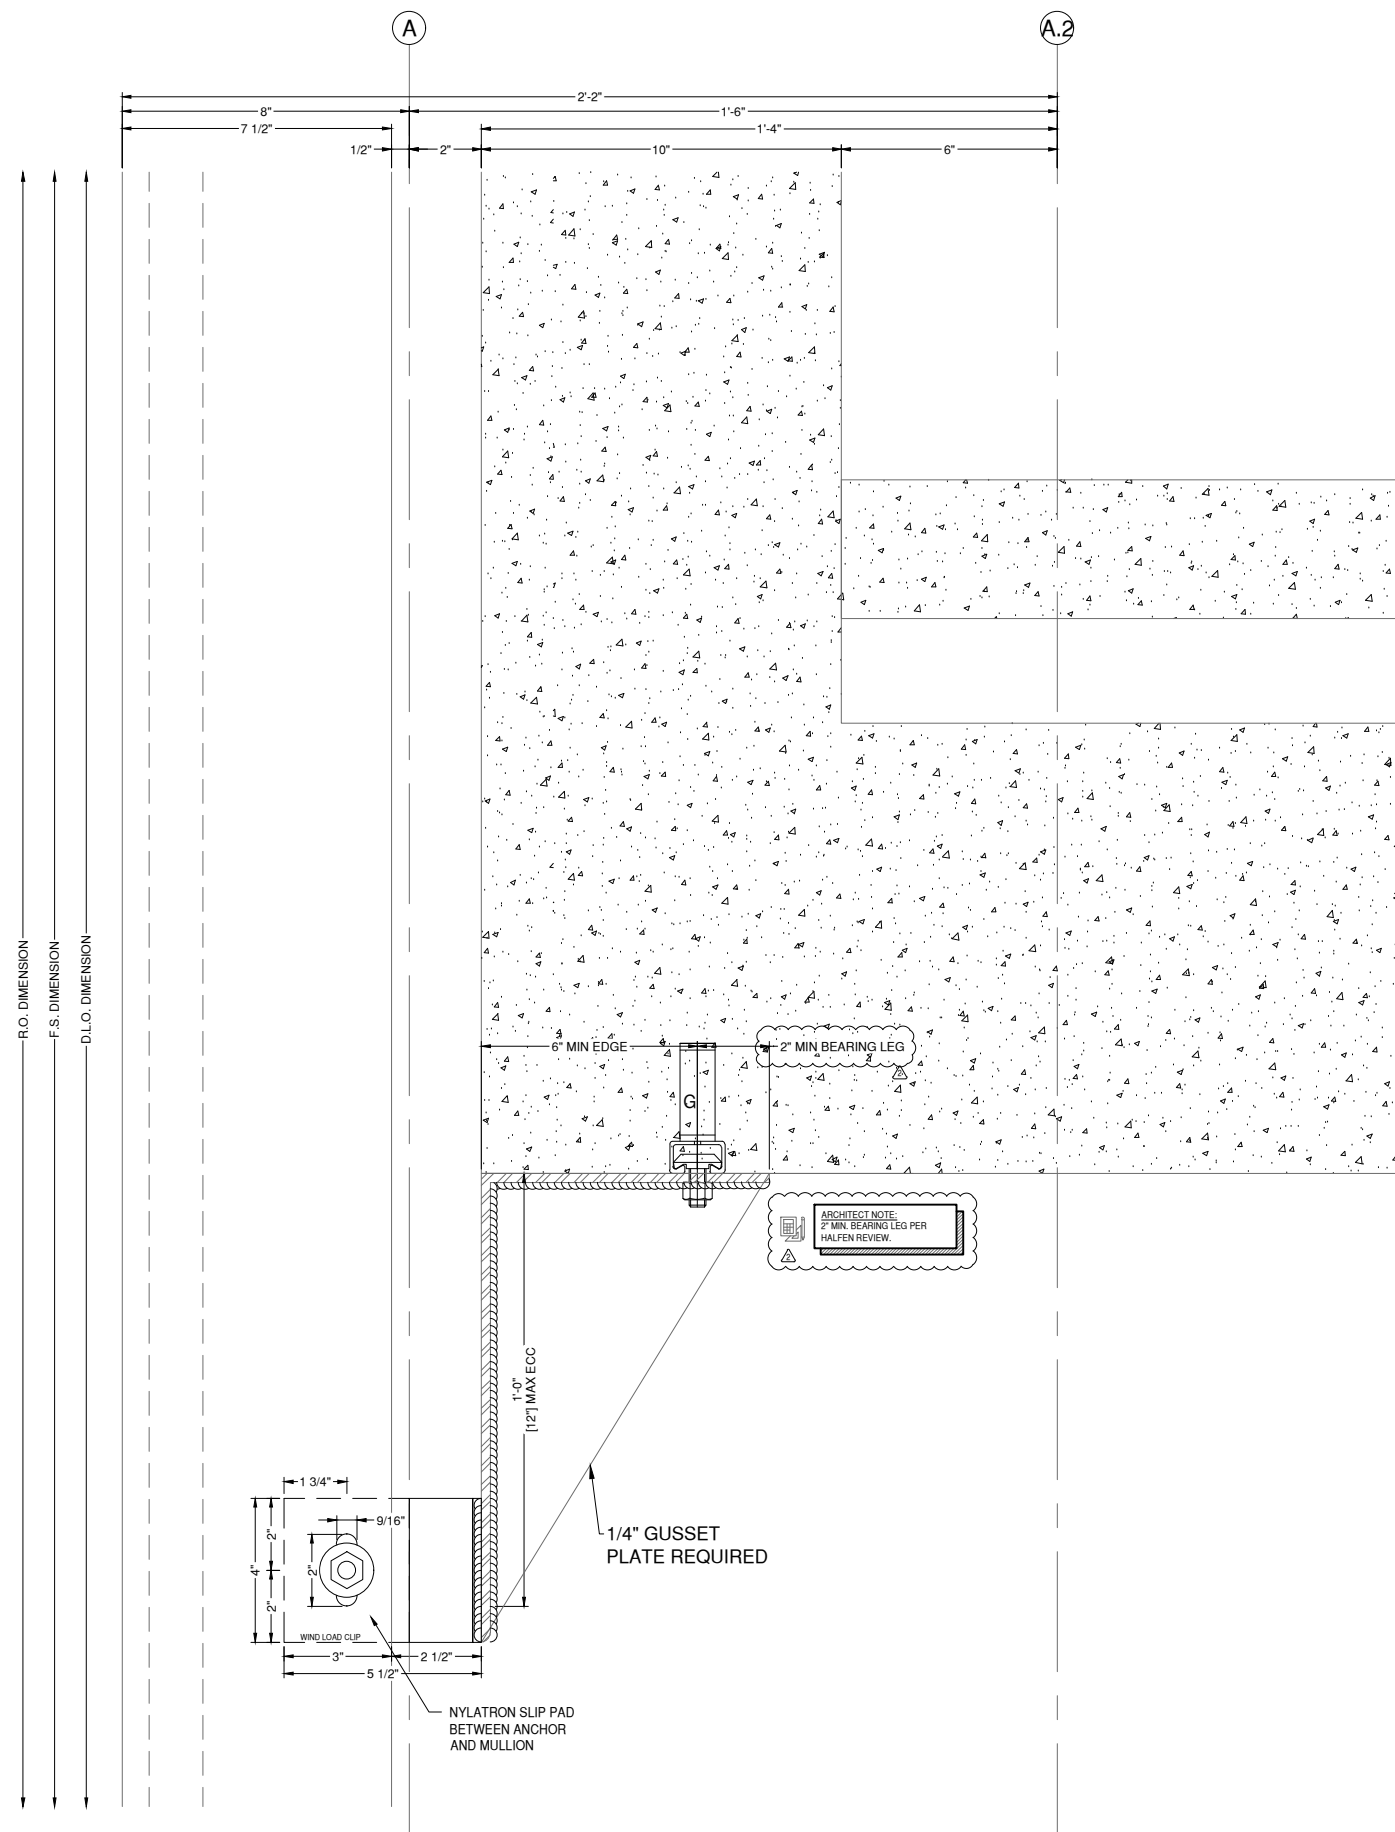 A
A.2
2'-2"
8"
1'-6"
7 1/2"
1'-4"
1/2"
2"
10"
6"
R.O. DIMENSION
F.S. DIMENSION
D.L.O. DIMENSION
6" MIN EDGE
2" MIN BEARING LEG
2
G
ARCHITECT NOTE:
2" MIN. BEARING LEG PER
HALFEN REVIEW.
2
1'-0"
[12"] MAX ECC
1 3/4"
9/16"
2"
4"
2"
2"
1/4" GUSSET
PLATE REQUIRED
WIND LOAD CLIP
3"
2 1/2"
5 1/2"
NYLATRON SLIP PAD
BETWEEN ANCHOR
AND MULLION